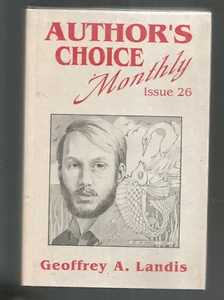 AUTHOR'S
CHOICE
Monthly
Issue 26
Geoffrey A. Landis